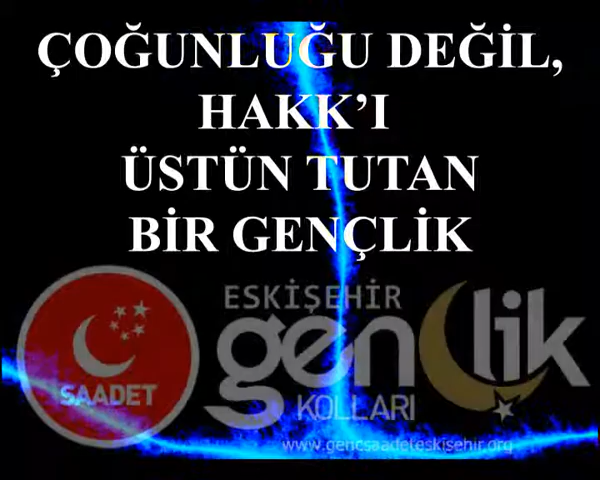 ÇOĞUNLUĞU DEĞİL,
HAKK’I
ÜSTÜN TUTAN
BİR GENÇLİK
ESKİŞEHİR
gençlik
KOLLARI
SAADET
www.gencsaadeteskisehir.org